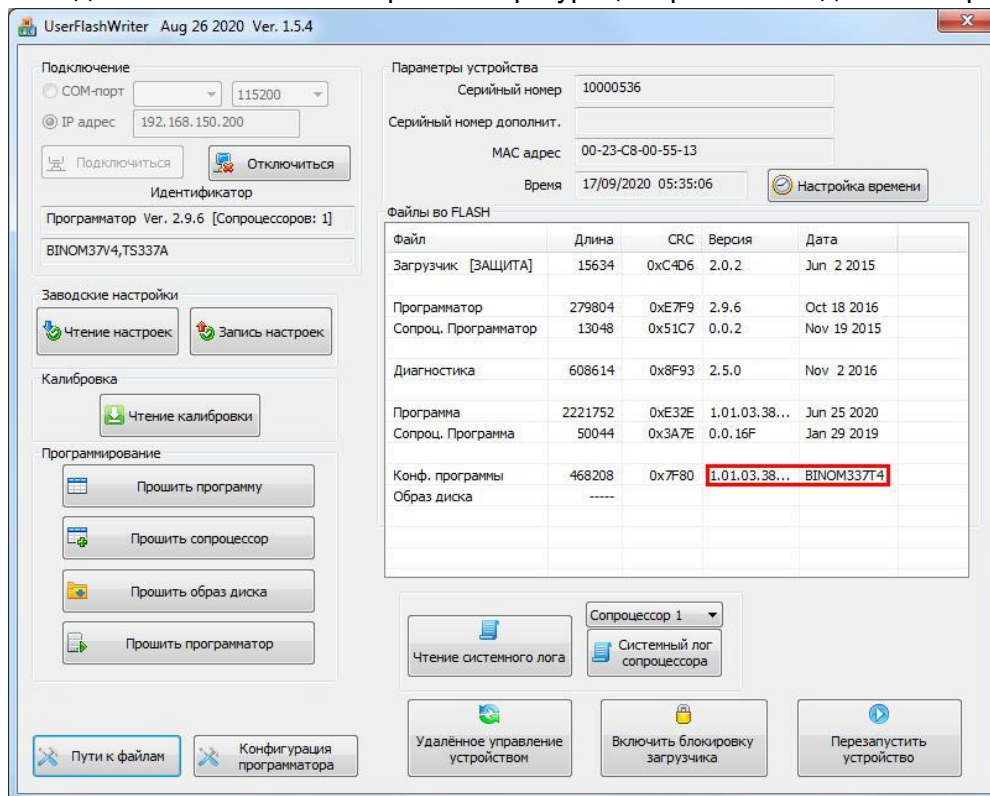 UserFlashWriter Aug 26 2020 Ver. 1.5.4
x
Подключение
COM-порт 115200
IP адрес 192.168.150.200
Подключиться Отключиться
Идентификатор
Программатор Ver. 2.9.6 [Сопроцессоров: 1]
BINOM37V4,TS337A
Заводские настройки
Чтение настроек Запись настроек
Калибровка
Чтение калибровки
Программирование
Прошить программу
Прошить сопроцессор
Прошить образ диска
Прошить программатор
Пути к файлам
Конфигурация
программатора
Параметры устройства
Серийный номер 10000536
Серийный номер дополнит.
MAC адрес 00-23-C8-00-55-13
Время 17/09/2020 05:35:06 Настройка времени
Файлы во FLASH
Файл Длина CRC Версия Дата
Загрузчик [ЗАЩИТА] 15634 0xC4D6 2.0.2 Jun 2 2015
Программатор 279804 0xE7F9 2.9.6 Oct 18 2016
Сопроц. Программатор 13048 0x51C7 0.0.2 Nov 19 2015
Диагностика 608614 0x8F93 2.5.0 Nov 2 2016
Программа 2221752 0xE32E 1.01.03.38... Jun 25 2020
Сопроц. Программа 50044 0x3A7E 0.0.16F Jan 29 2019
Конф. программы 468208 0x7F80 1.01.03.38... BINOM337T4
Образ диска -----
Чтение системного лога
Сопроцессор 1
Системный лог
сопроцессора
Удалённое управление
устройством
Включить блокировку
загрузчика
Перезапустить
устройство